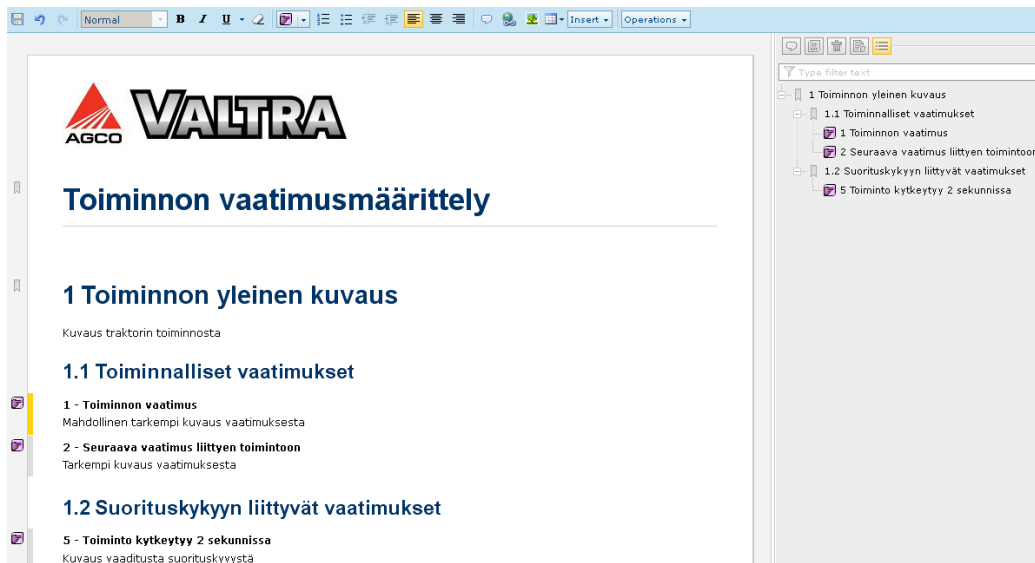 Normal
B I U
Insert
Operations
AGCO
VALTRA
Toiminnon vaatimusmäärittely
1 Toiminnon yleinen kuvaus
Kuvaus traktorin toiminnosta
1.1 Toiminnalliset vaatimukset
1 - Toiminnon vaatimus
Mahdollinen tarkempi kuvaus vaatimuksesta
2 - Seuraava vaatimus liittyen toimintoon
Tarkempi kuvaus vaatimuksesta
1.2 Suorituskykyyn liittyvät vaatimukset
5 - Toiminto kytkeytyy 2 sekunnissa
Kuvaus vaaditusta suorituskyvystä
Type filter text
1 Toiminnon yleinen kuvaus
1.1 Toiminnalliset vaatimukset
1 Toiminnon vaatimus
2 Seuraava vaatimus liittyen toimintoon
1.2 Suorituskykyyn liittyvät vaatimukset
5 Toiminto kytkeytyy 2 sekunnissa